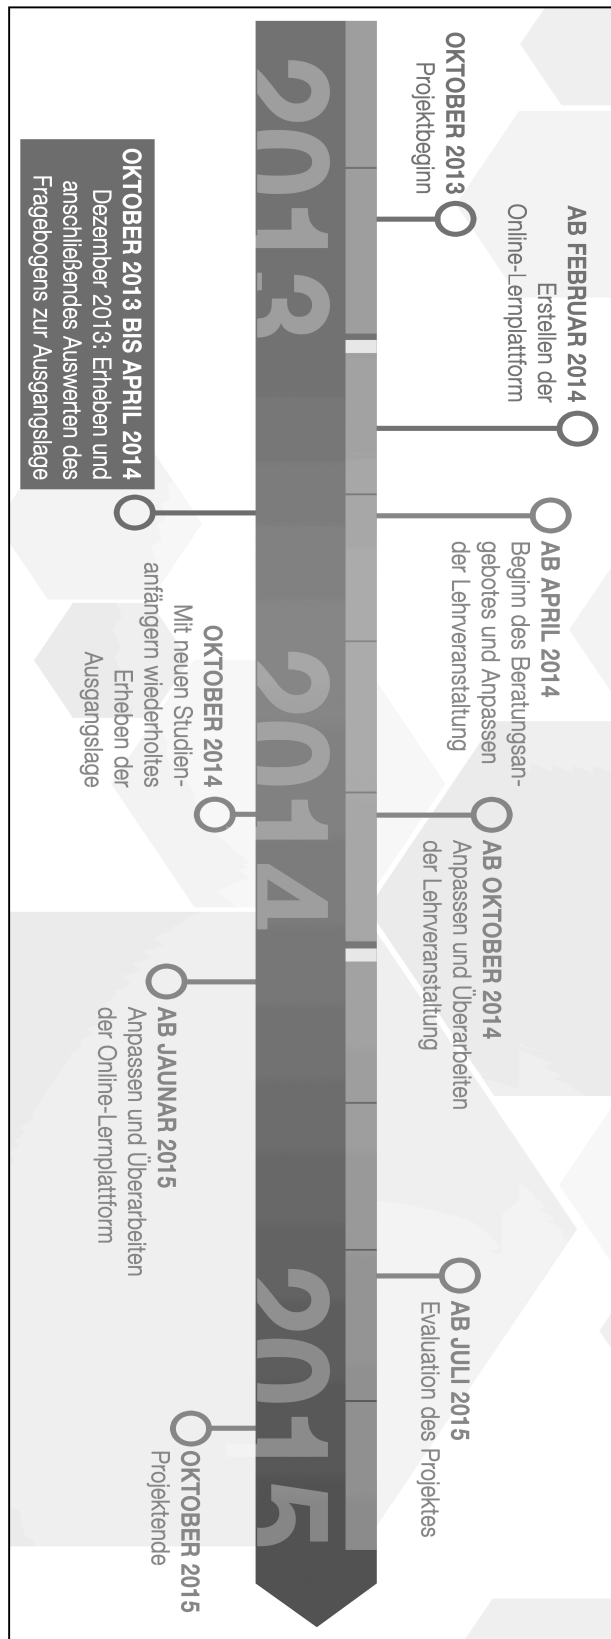 OKTOBER 2013
Projektbeginn
AB FEBRUAR 2014
Erstellen der
Online-Lernplattform
AB APRIL 2014
Beginn des Beratungsan-
gebotes und Anpassen
der Lehrveranstaltung
AB OKTOBER 2014
Anpassen und Überarbeiten
der Lehrveranstaltung
AB JULI 2015
Evaluation des Projektes
2013
2014
2015
OKTOBER 2013 BIS APRIL 2014
Dezember 2013: Erheben und
anschließendes Auswerten des
Fragebogens zur Ausgangslage
OKTOBER 2014
Mit neuen Studien-
anfängern wiederholtes
Erheben der
Ausgangslage
AB JAUNAR 2015
Anpassen und Überarbeiten
der Online-Lernplattform
OKTOBER 2015
Projektende